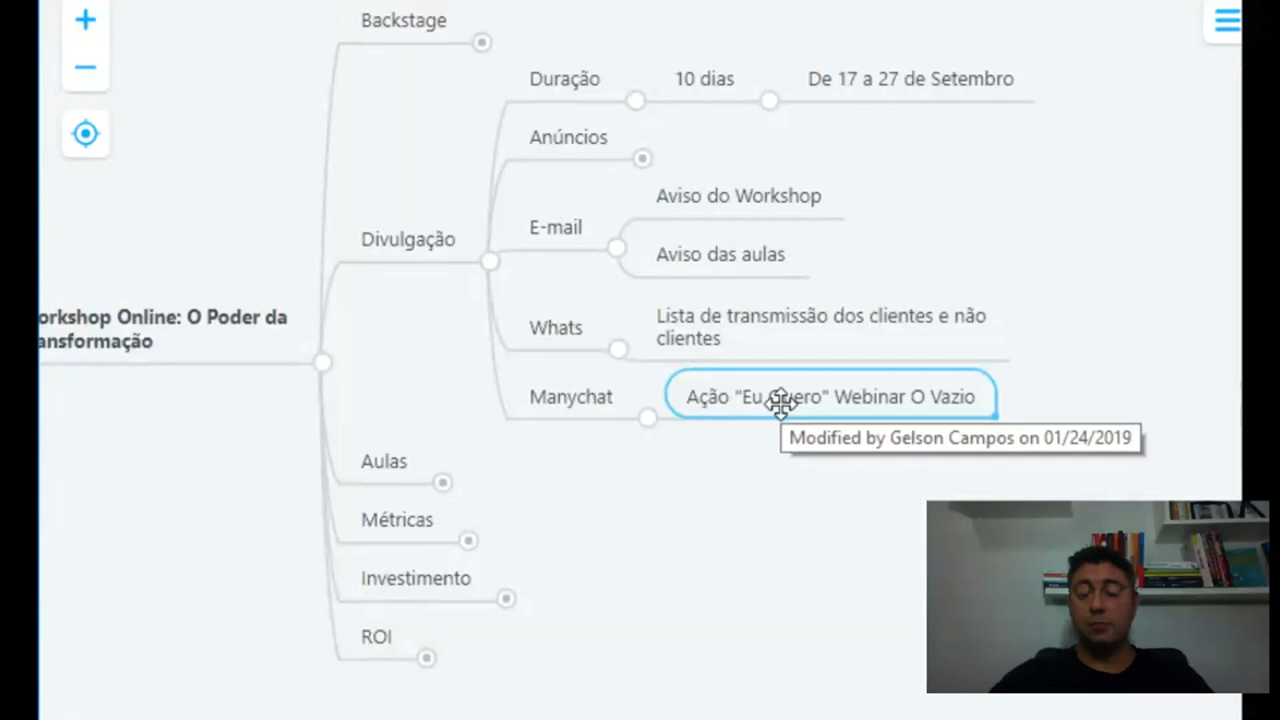 Backstage
Duração
10 dias
De 17 a 27 de Setembro
Anúncios
Aviso do Workshop
E-mail
Divulgação
Aviso das aulas
orkshop Online: O Poder da
ansformação
Whats
Lista de transmissão dos clientes e não
clientes
Manychat
Ação "Eu Quero" Webinar O Vazio
Modified by Gelson Campos on 01/24/2019
Aulas
Métricas
Investimento
ROI